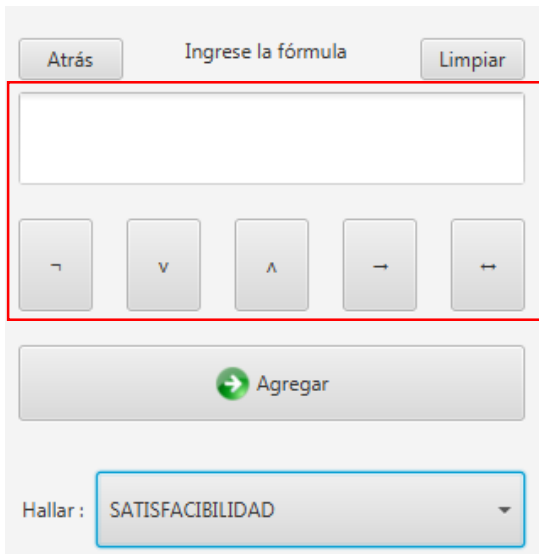 Atrás Ingrese la fórmula Limpiar
¬ ∨ ∧ → ↔
Agregar
Hallar : SATISFACIBILIDAD